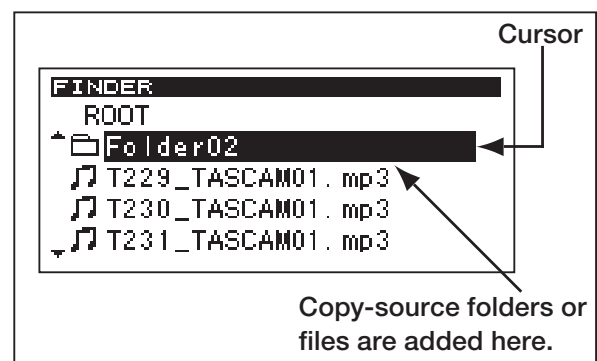 Cursor
FINDER
ROOT
Folder02
T229_TASCAM01.mp3
T230_TASCAM01.mp3
T231_TASCAM01.mp3
Copy-source folders or
files are added here.